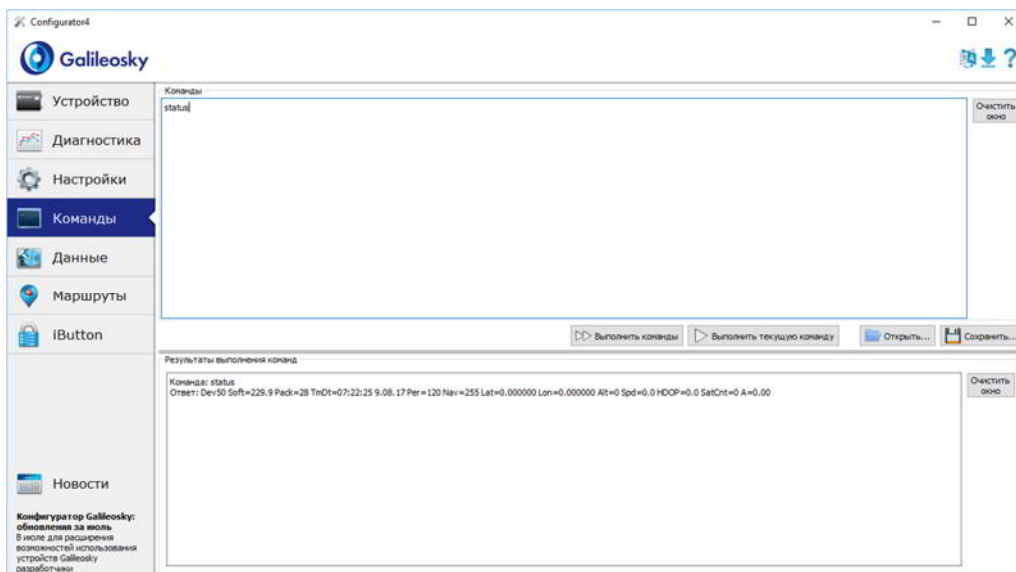 Configurator4
Galileosky
Устройство
Диагностика
Настройки
Команды
Данные
Маршруты
iButton
Новости
Конфигуратор Galileosky:
обновления за июль
В июле для расширения
возможностей использования
устройств Galileosky
разработчики
Команды
status
Очистить
окно
Выполнить команды
Выполнить текущую команду
Открыть...
Сохранить...
Результаты выполнения команд
Команда: status
Ответ: Dev50 Soft=229.9 Pack=28 TmDt=07:22:25 9.08.17 Per=120 Nav=255 Lat=0.000000 Lon=0.000000 Alt=0 Spd=0.0 HDOP=0.0 SatCnt=0 A=0.00
Очистить
окно